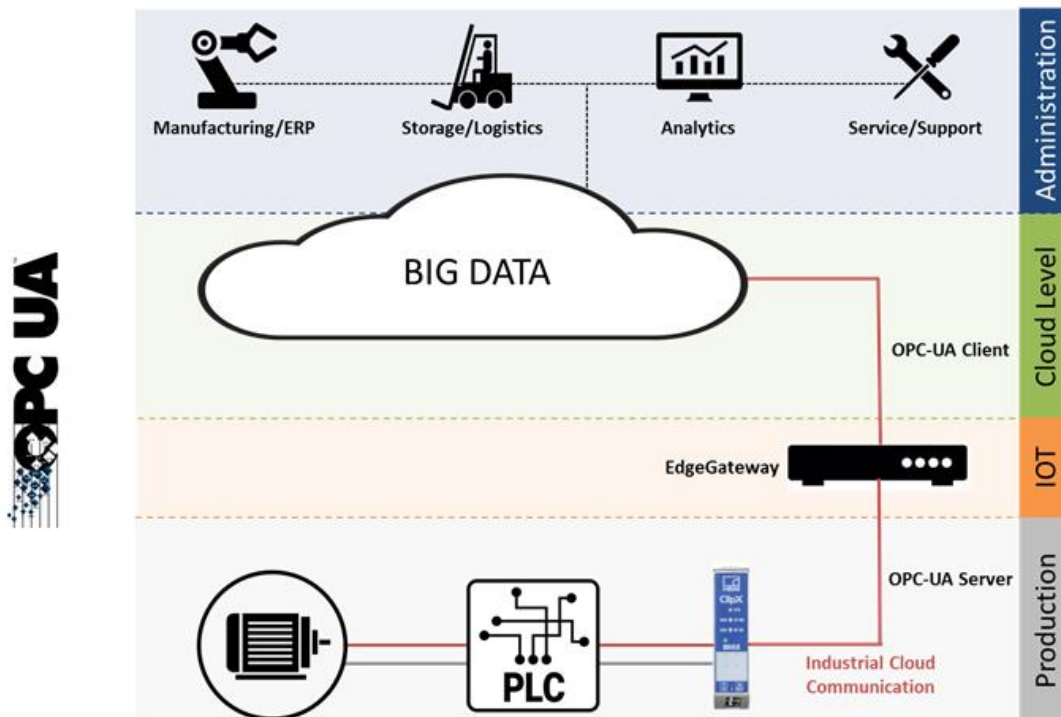 Manufacturing/ERP
Storage/Logistics
Analytics
Service/Support
Administration
BIG DATA
OPC-UA Client
Cloud Level
OPC UA
EdgeGateway
IOT
OPC-UA Server
ClipX
PLC
Industrial Cloud
Communication
Production